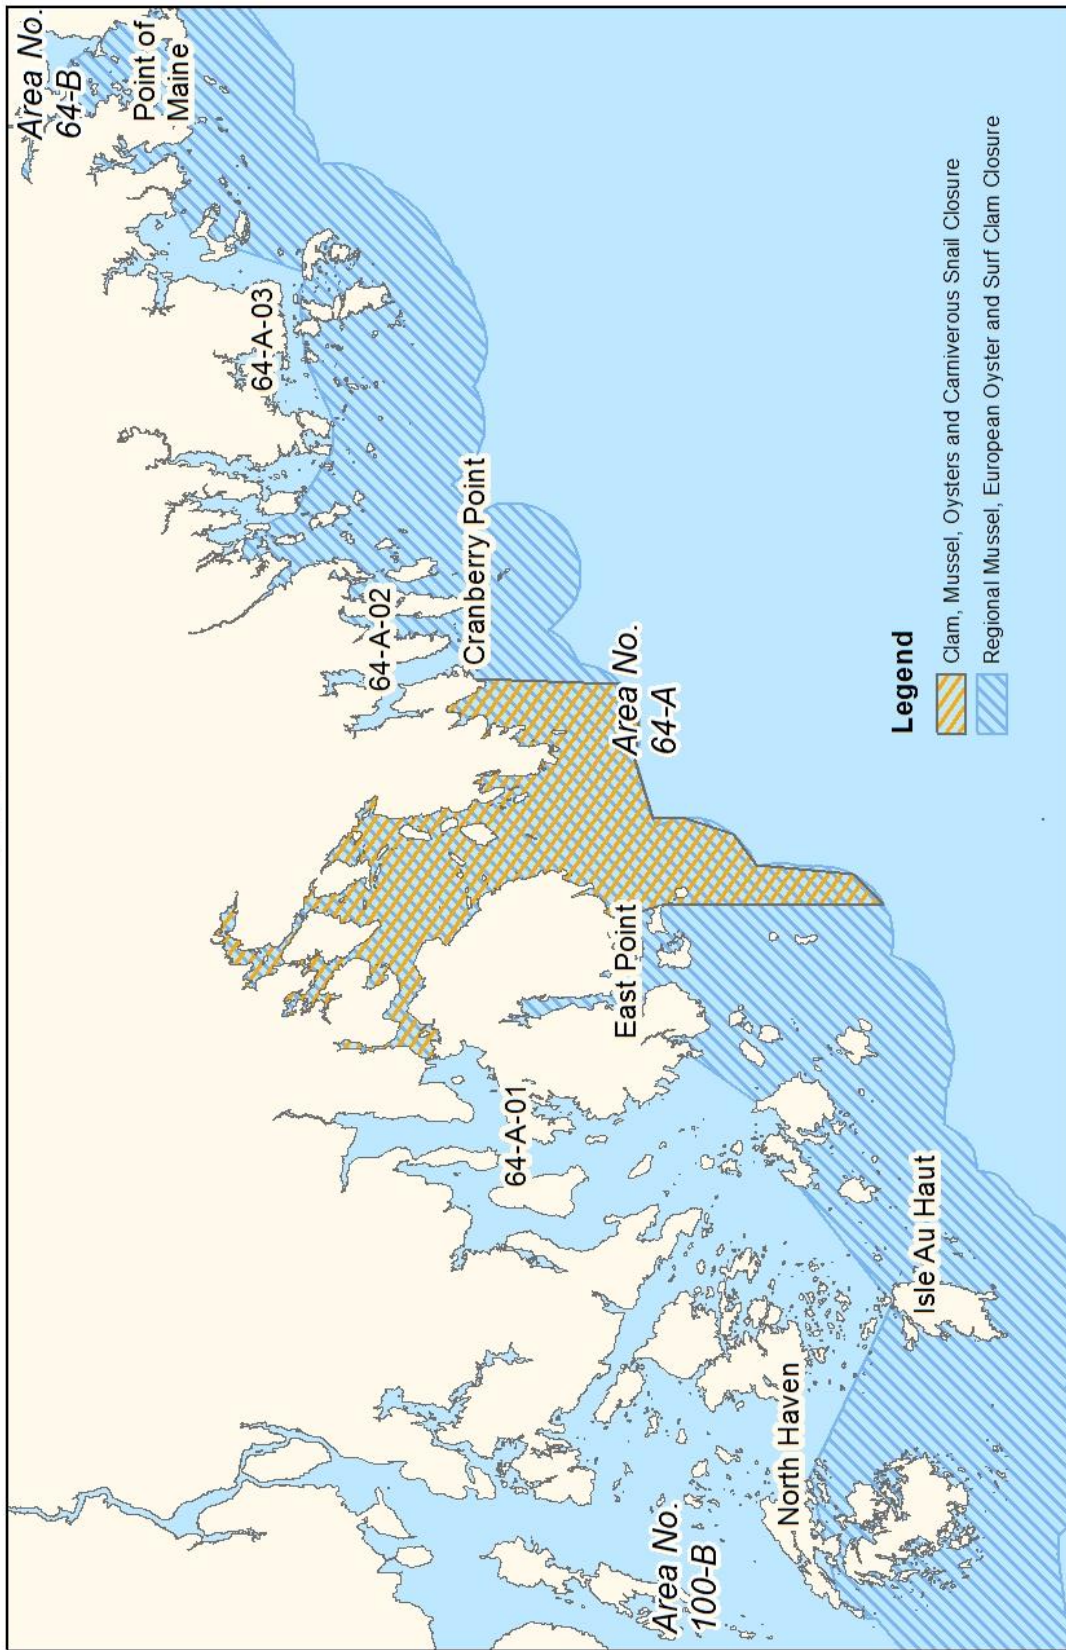 Area No.
64-B
Point of
Maine
64-A-03
Cranberry Point
64-A-02
Area No.
64-A
East Point
64-A-01
Isle Au Haut
North Haven
Area No.
100-B
Legend
Clam, Mussel, Oysters and Carniverous Snail Closure
Regional Mussel, European Oyster and Surf Clam Closure